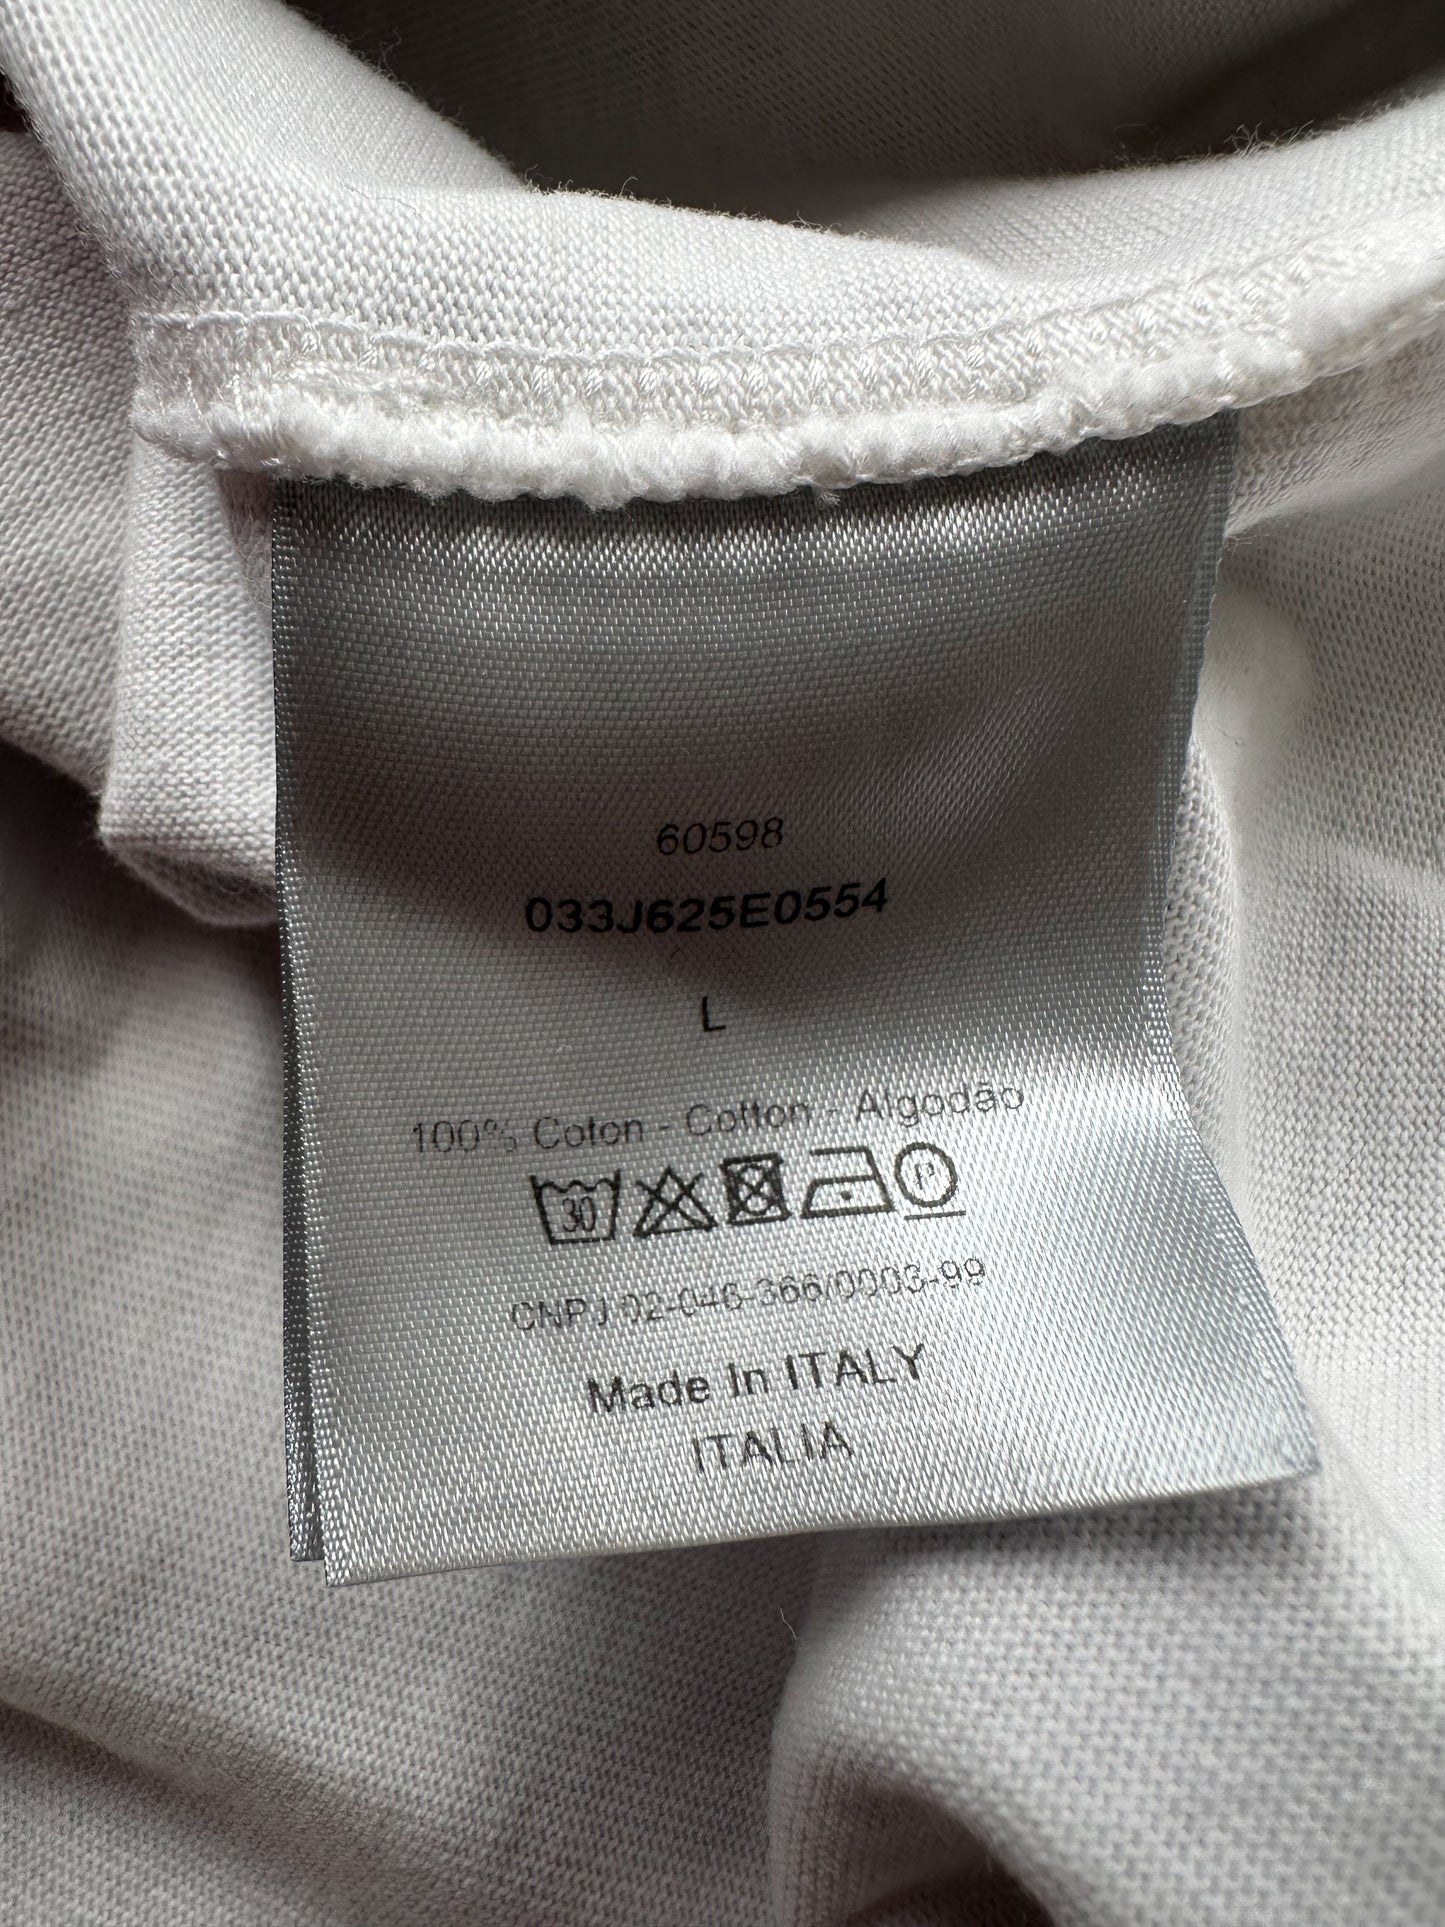 60598
033J625E0554
L
100% Coton - Cotton - Algodão
30 P
CNPJ 02-046-366/0003-99
Made In ITALY
ITALIA